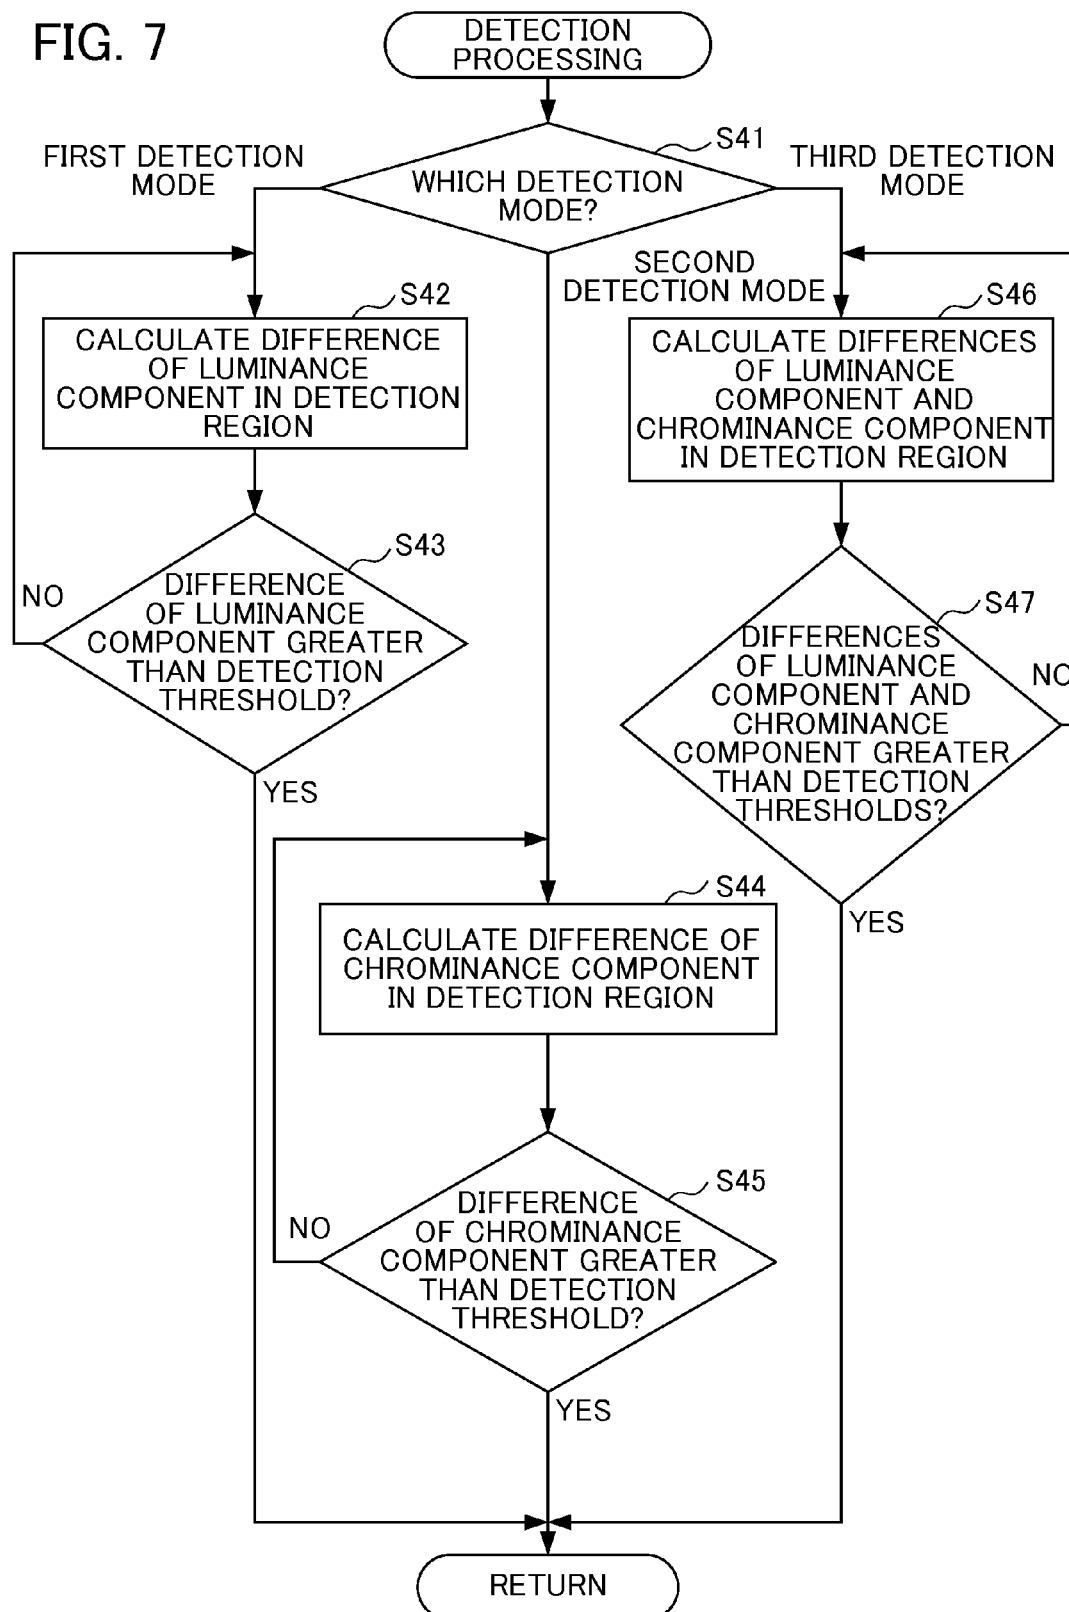 FIG. 7
DETECTION
PROCESSING
S41
WHICH DETECTION
MODE?
FIRST DETECTION
MODE
THIRD DETECTION
MODE
SECOND
DETECTION MODE
S42
CALCULATE DIFFERENCE
OF LUMINANCE
COMPONENT IN DETECTION
REGION
S43
DIFFERENCE
OF LUMINANCE
COMPONENT GREATER
THAN DETECTION
THRESHOLD?
NO
YES
S46
CALCULATE DIFFERENCES
OF LUMINANCE
COMPONENT AND
CHROMINANCE COMPONENT
IN DETECTION REGION
S47
DIFFERENCES
OF LUMINANCE
COMPONENT AND
CHROMINANCE
COMPONENT GREATER
THAN DETECTION
THRESHOLDS?
NO
YES
S44
CALCULATE DIFFERENCE OF
CHROMINANCE COMPONENT
IN DETECTION REGION
S45
DIFFERENCE
OF CHROMINANCE
COMPONENT GREATER
THAN DETECTION
THRESHOLD?
NO
YES
RETURN